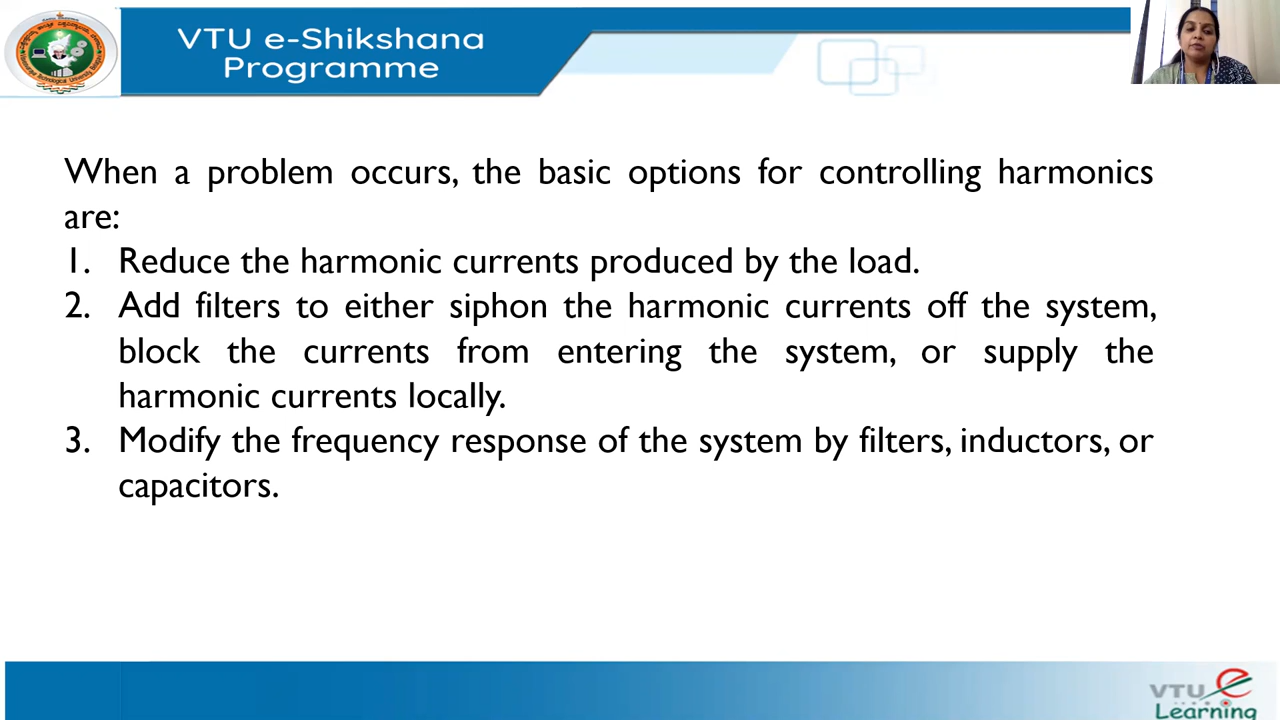 VTU e-Shikshana
Programme
When a problem occurs, the basic options for controlling harmonics
are:
1. Reduce the harmonic currents produced by the load.
2. Add filters to either siphon the harmonic currents off the system,
block the currents from entering the system, or supply the
harmonic currents locally.
3. Modify the frequency response of the system by filters, inductors, or
capacitors.
VTU e
Learning